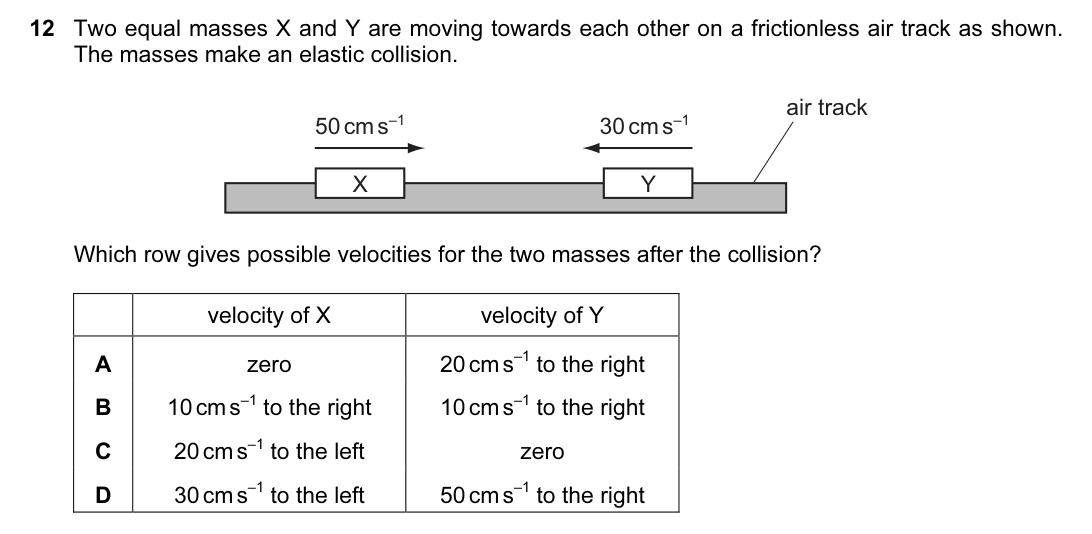 12 Two equal masses X and Y are moving towards each other on a frictionless air track as shown.
The masses make an elastic collision.
air track
50 cm s⁻¹ 30 cm s⁻¹
X Y
Which row gives possible velocities for the two masses after the collision?
velocity of X velocity of Y
A zero 20 cm s⁻¹ to the right
B 10 cm s⁻¹ to the right 10 cm s⁻¹ to the right
C 20 cm s⁻¹ to the left zero
D 30 cm s⁻¹ to the left 50 cm s⁻¹ to the right